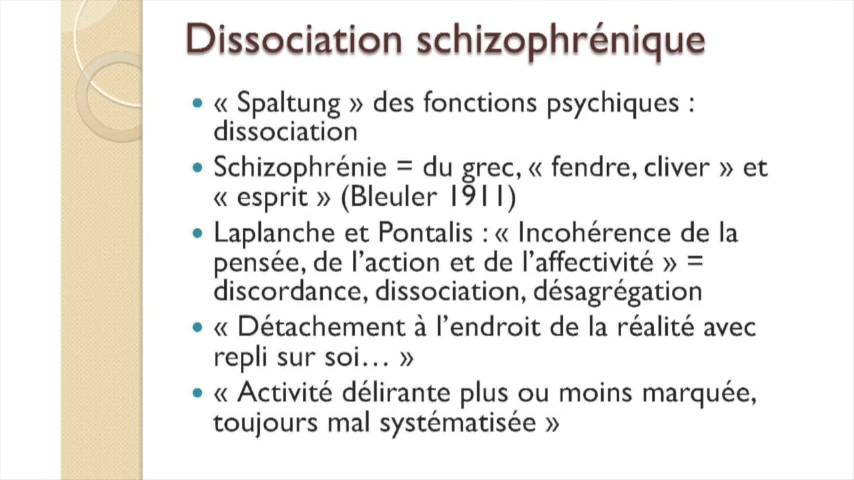 Dissociation schizophrénique
• « Spaltung » des fonctions psychiques :
dissociation
• Schizophrénie = du grec, « fendre, cliver » et
« esprit » (Bleuler 1911)
• Laplanche et Pontalis : « Incohérence de la
pensée, de l'action et de l'affectivité » =
discordance, dissociation, désagrégation
• « Détachement à l'endroit de la réalité avec
repli sur soi… »
• « Activité délirante plus ou moins marquée,
toujours mal systématisée »